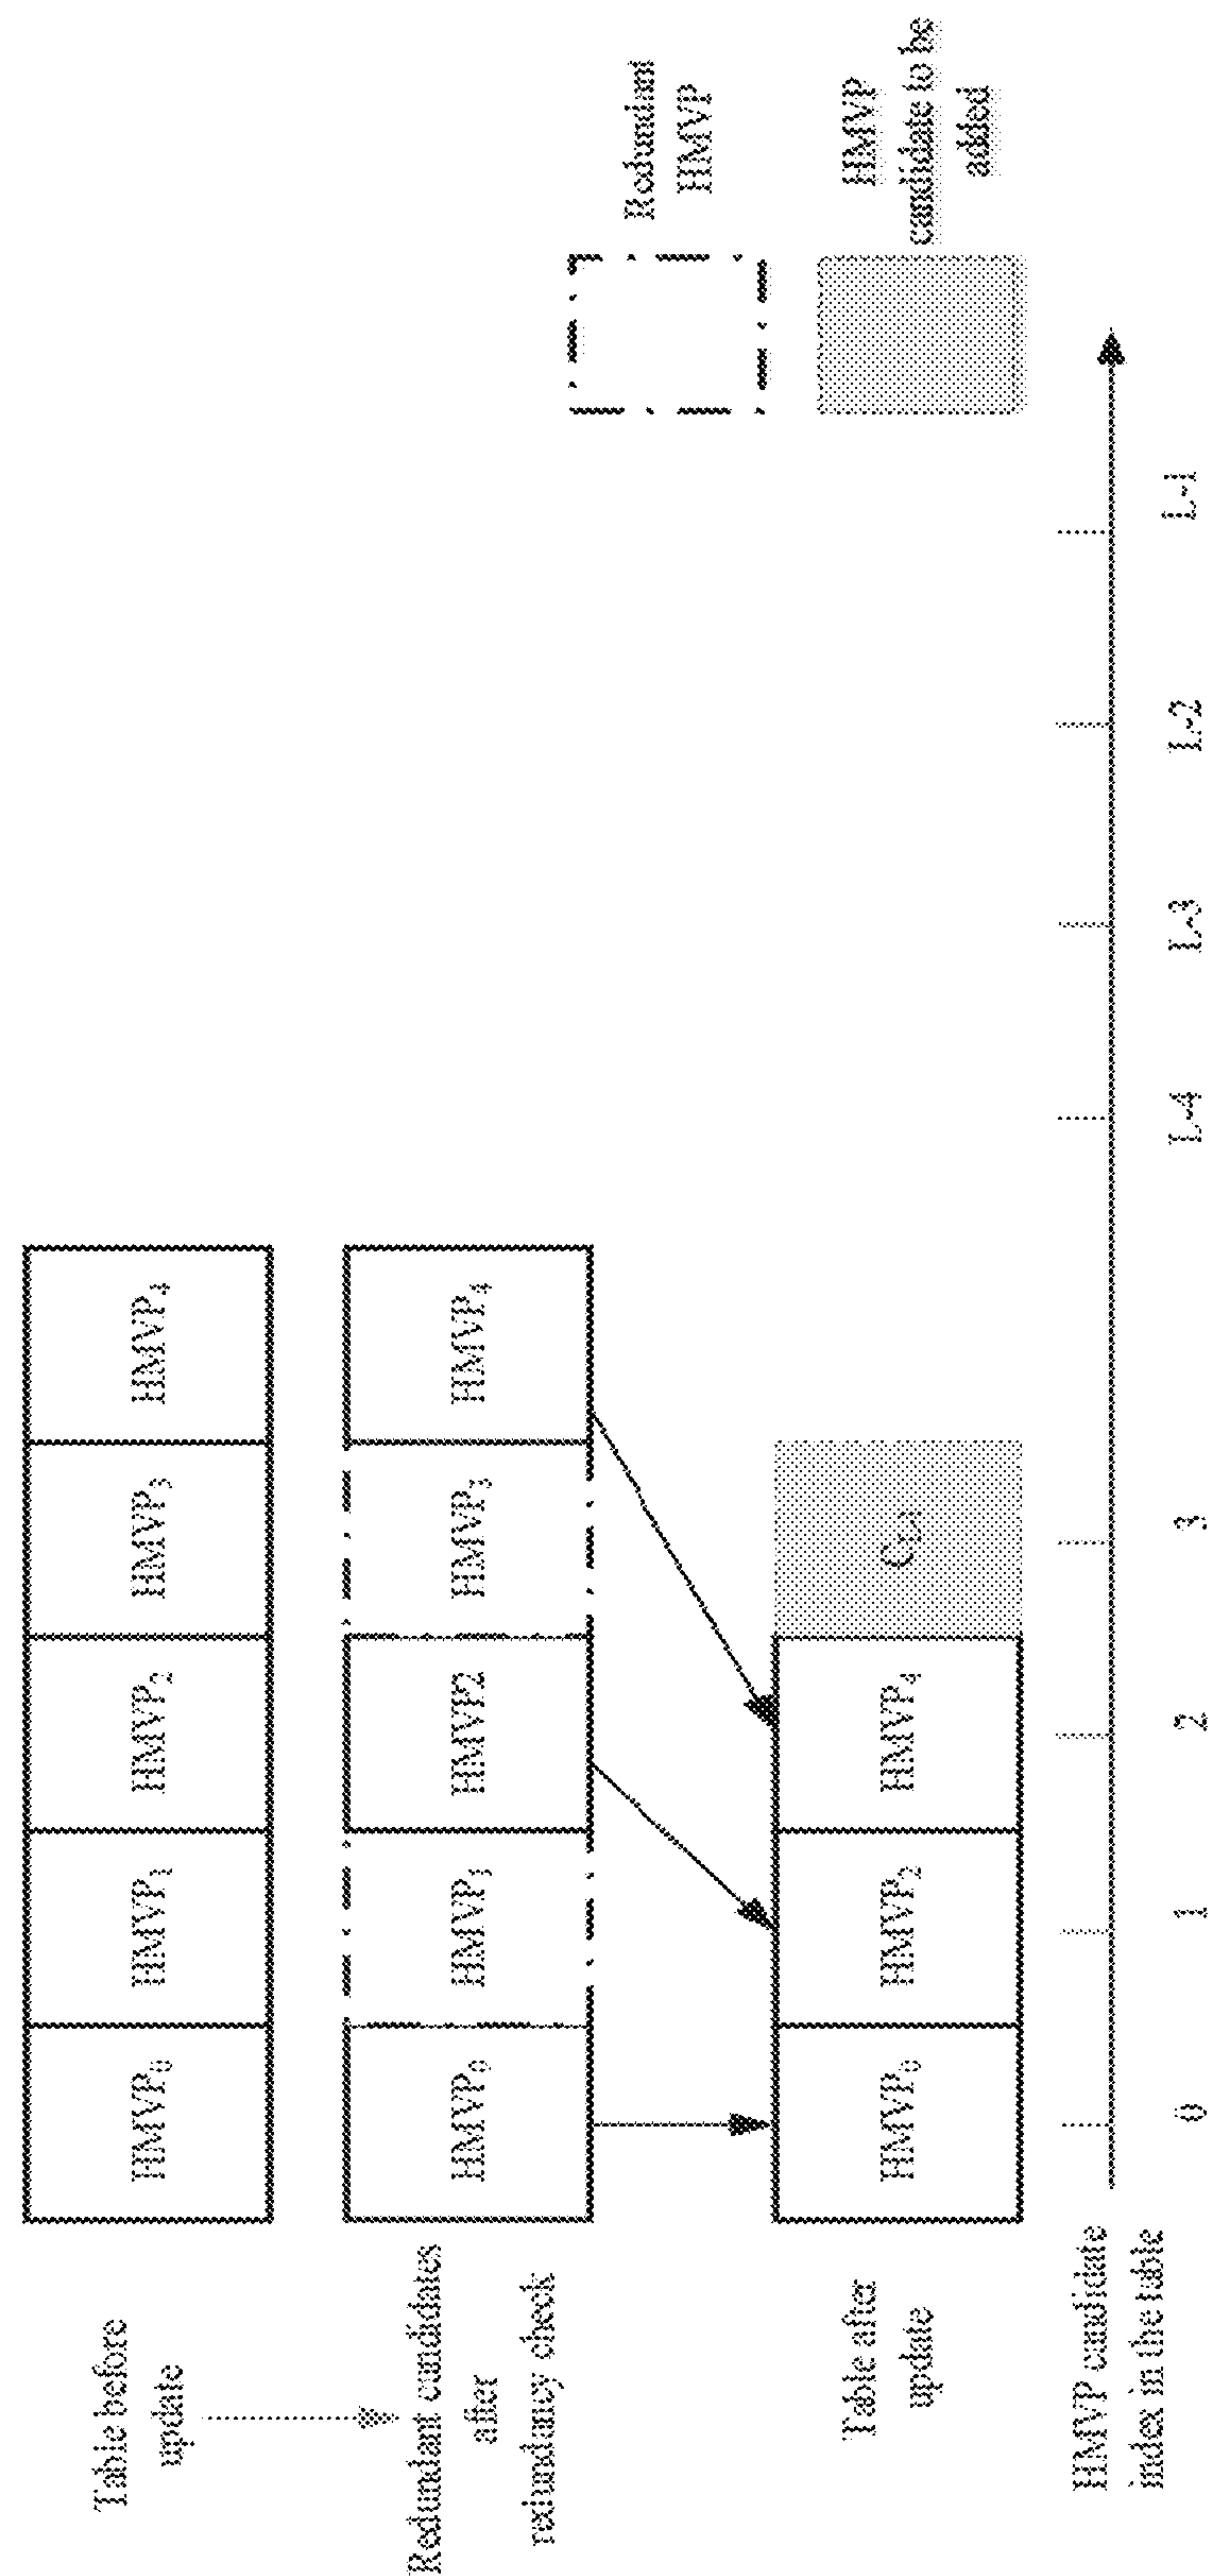 Table before
update
HMVP0
HMVP1
HMVP2
HMVP3
HMVP4
Redundant candidates
after
redundancy check
HMVP0
HMVP1
HMVP2
HMVP3
HMVP4
Redundant
HMVP
Table after
update
HMVP0
HMVP2
HMVP4
HMVP
candidate to be
added
HMVP candidate
index in the table
0
1
2
3
L-4
L-3
L-2
L-1